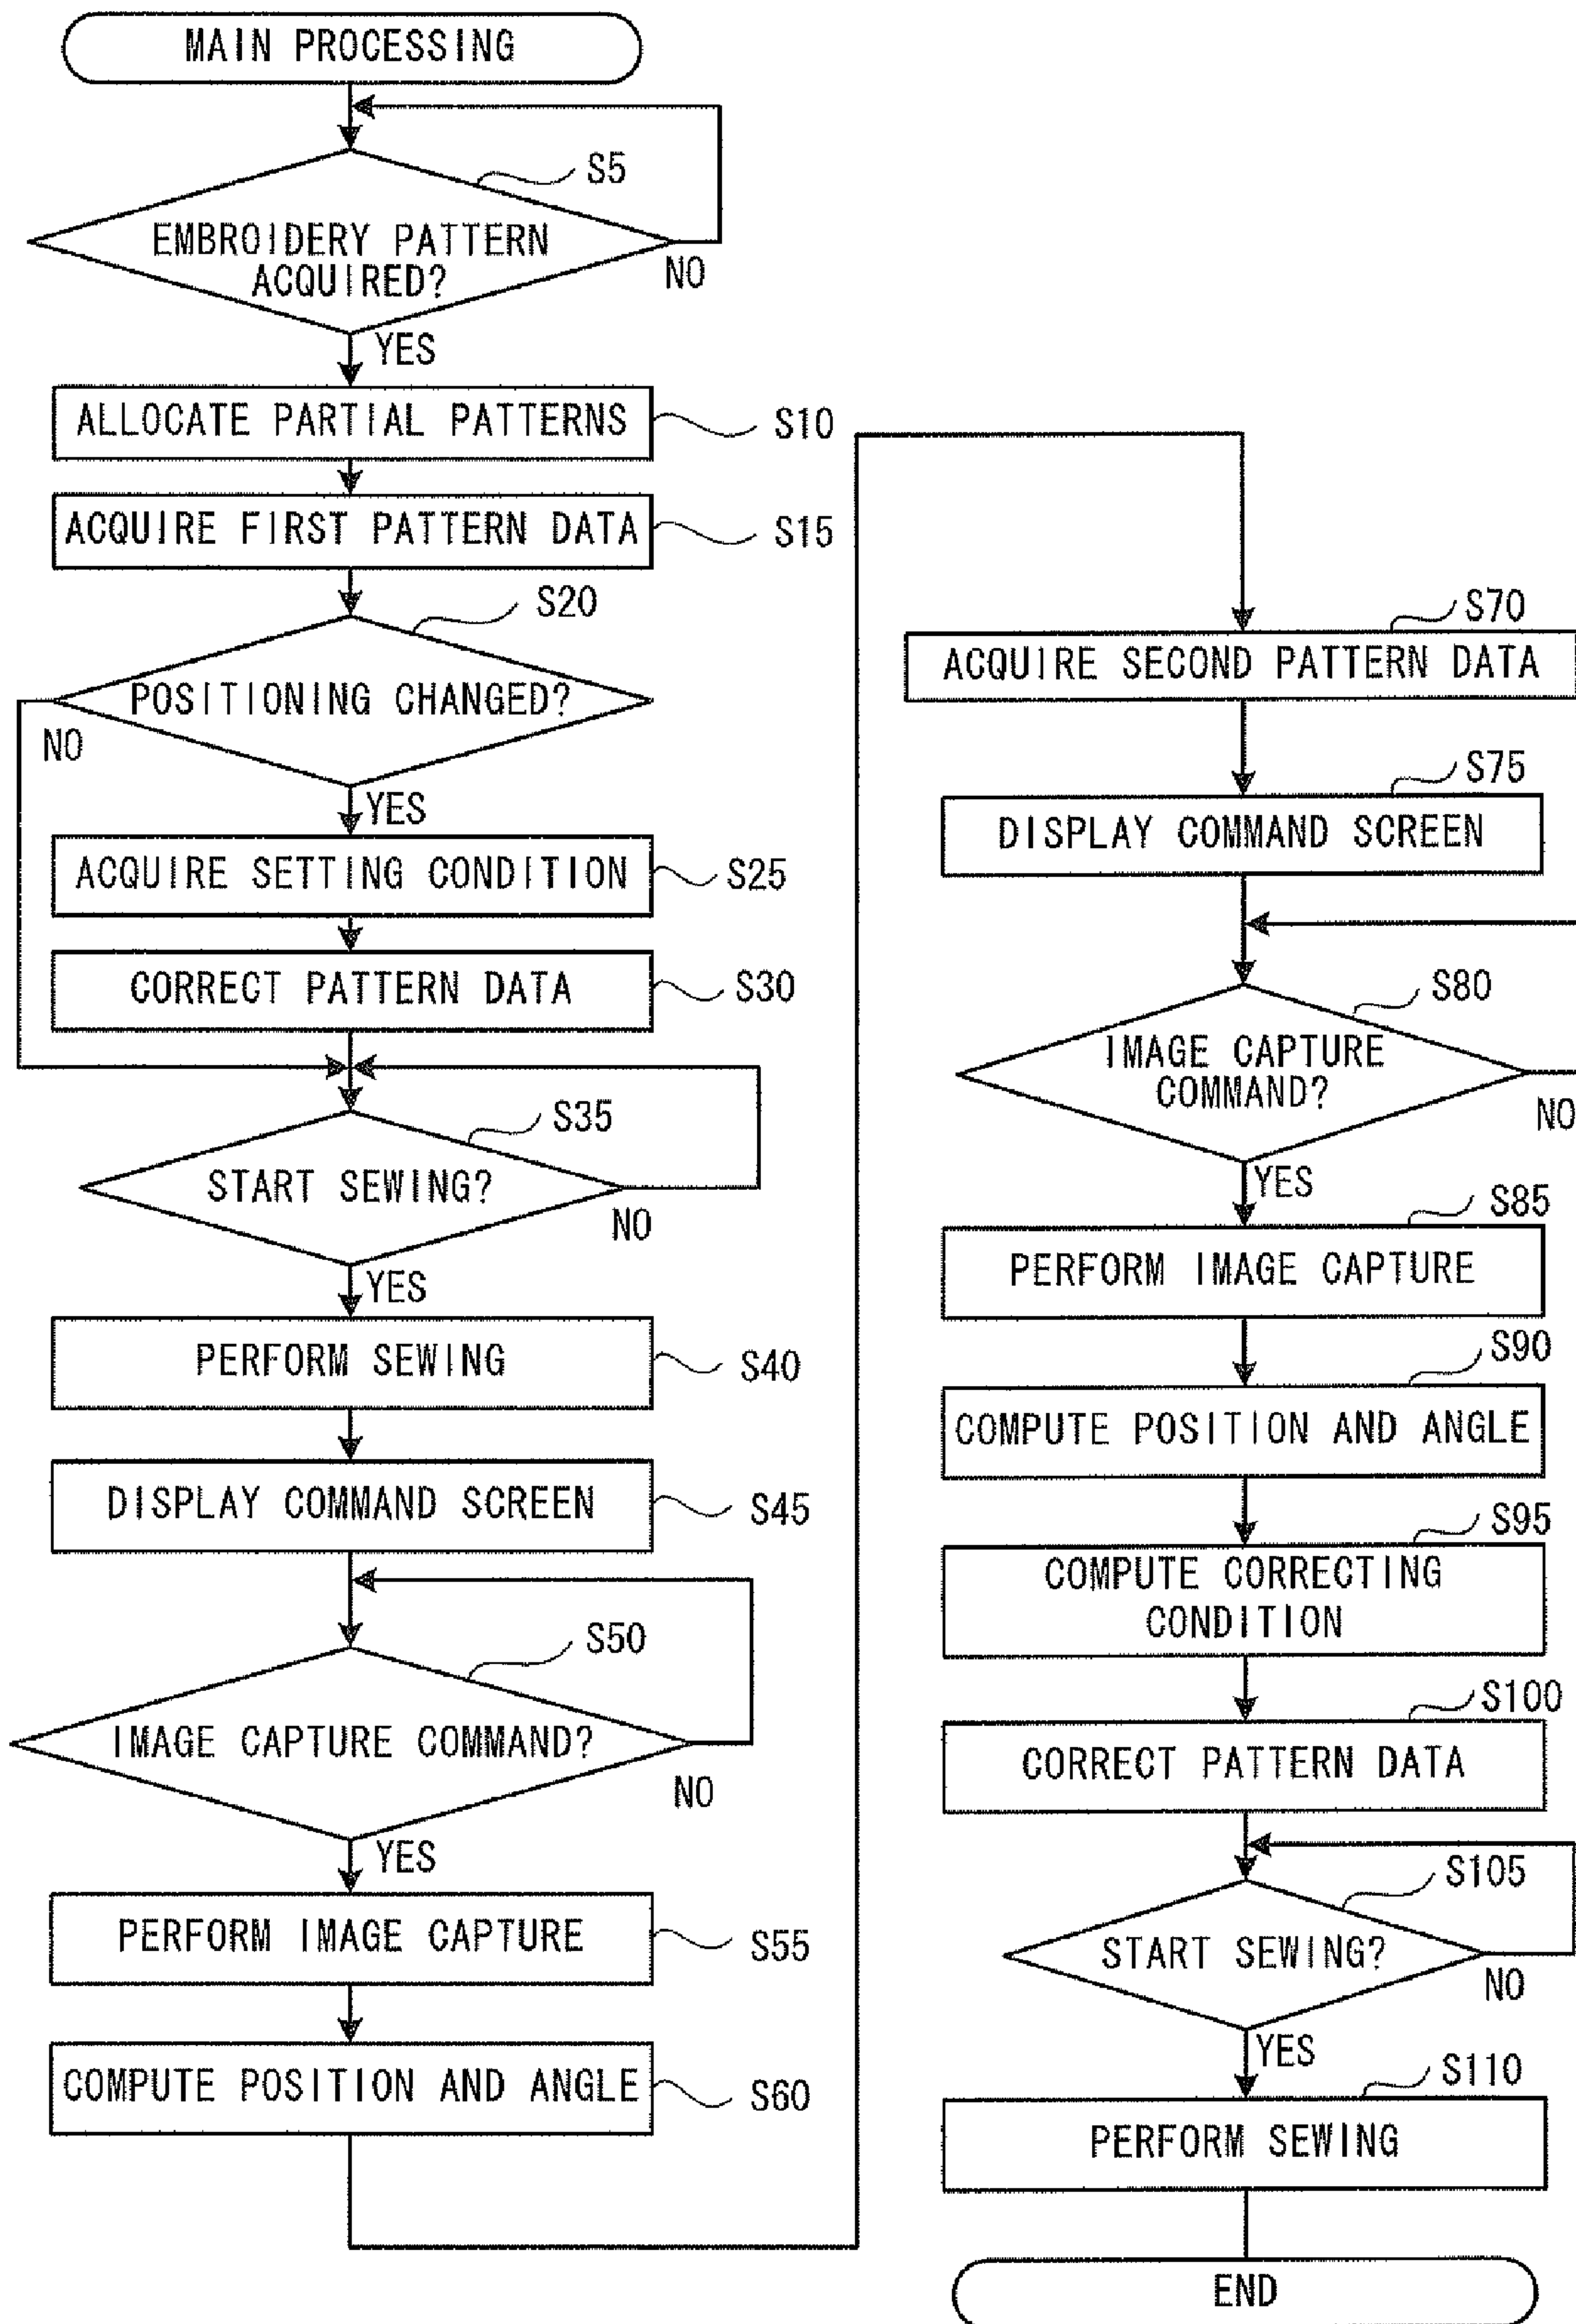 MAIN PROCESSING
S5
EMBROIDERY PATTERN
ACQUIRED?
NO
YES
ALLOCATE PARTIAL PATTERNS
S10
ACQUIRE FIRST PATTERN DATA
S15
S20
POSITIONING CHANGED?
NO
YES
ACQUIRE SETTING CONDITION
S25
CORRECT PATTERN DATA
S30
S35
START SEWING?
NO
YES
PERFORM SEWING
S40
DISPLAY COMMAND SCREEN
S45
S50
IMAGE CAPTURE COMMAND?
NO
YES
PERFORM IMAGE CAPTURE
S55
COMPUTE POSITION AND ANGLE
S60
S70
ACQUIRE SECOND PATTERN DATA
S75
DISPLAY COMMAND SCREEN
S80
IMAGE CAPTURE
COMMAND?
NO
YES
S85
PERFORM IMAGE CAPTURE
S90
COMPUTE POSITION AND ANGLE
S95
COMPUTE CORRECTING
CONDITION
S100
CORRECT PATTERN DATA
S105
START SEWING?
NO
YES
S110
PERFORM SEWING
END